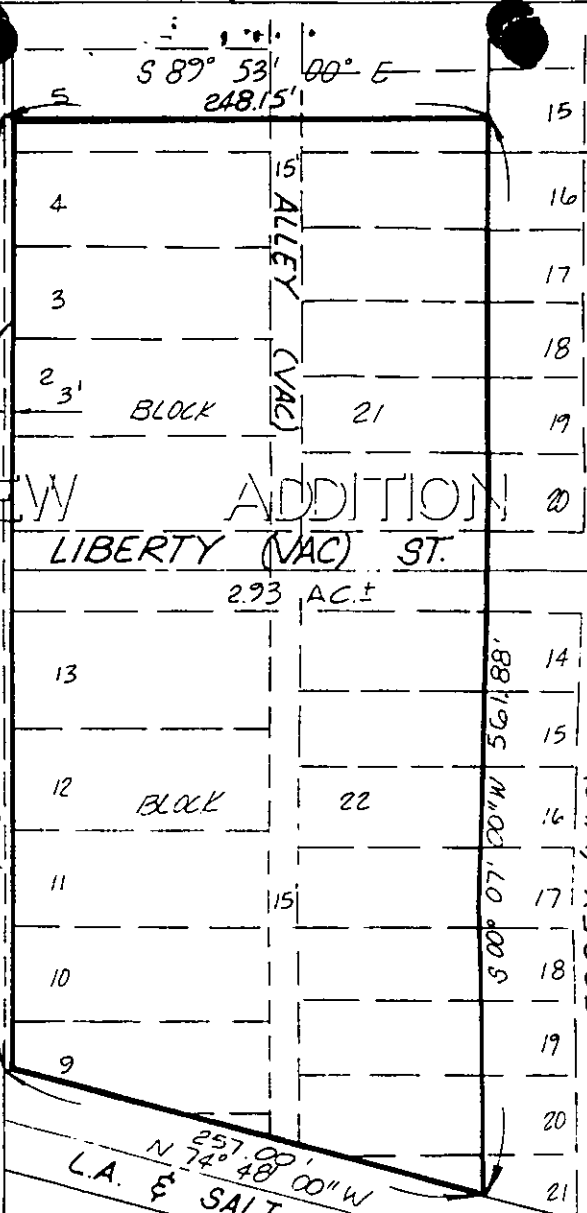 S 89° 53' 00° E
248.15'
5
15
4
15'
16
ALLEY (VAC)
3
17
18
2
3'
BLOCK 21
19
W ADDITION
20
LIBERTY (VAC) ST.
2.93 AC.±
13
14
15
12
BLOCK 22
16
S 00° 07' 00" W 561.88'
11
15'
17
10
18
19
9
20
257.00'
N 74° 48' 00" W
L.A. & SALT
21